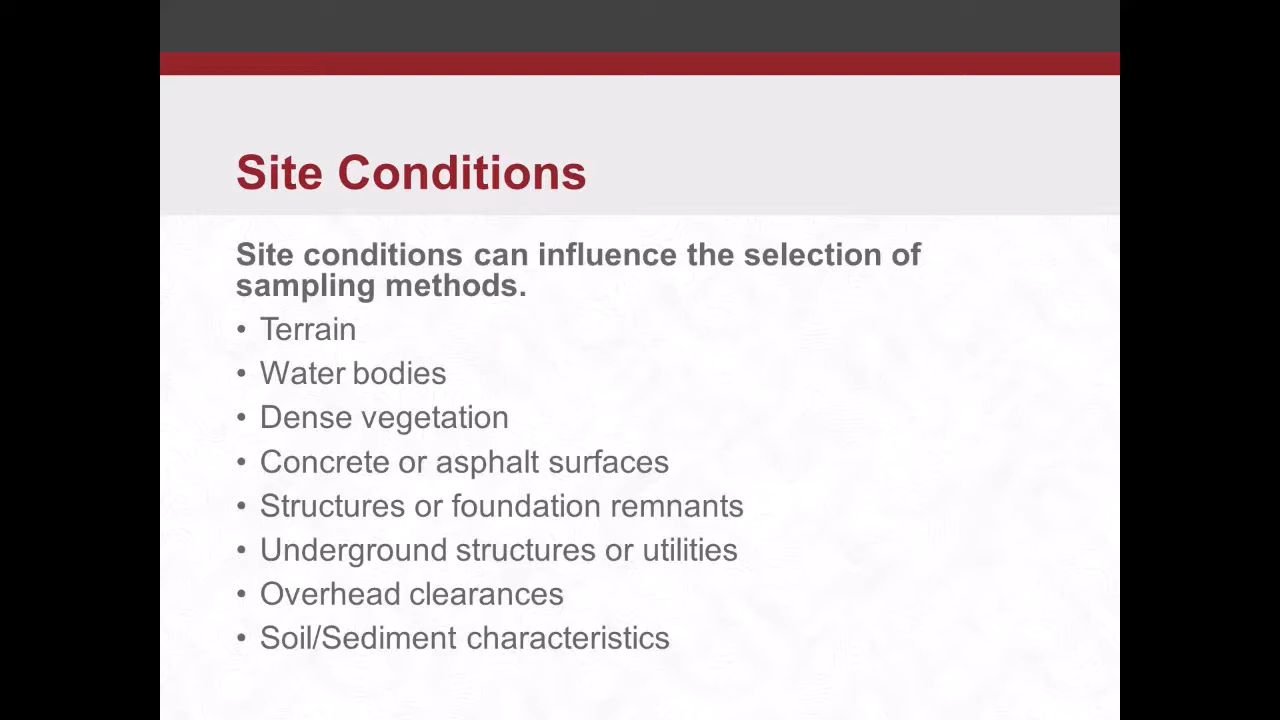 Site Conditions
Site conditions can influence the selection of
sampling methods.
• Terrain
• Water bodies
• Dense vegetation
• Concrete or asphalt surfaces
• Structures or foundation remnants
• Underground structures or utilities
• Overhead clearances
• Soil/Sediment characteristics